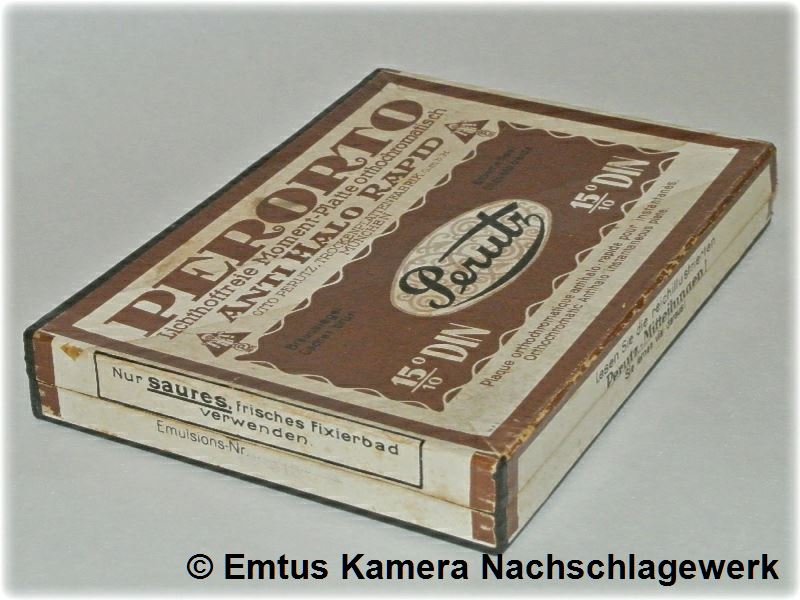 PERORTO
lichthoffreie Moment-Platte orthochromatisch
ANTI HALO RAPID
OTTO PERUTZ, TROCKENPLATTENFABRIK G.m.b.H.
MÜNCHEN
Perutz
15°/10 DIN
15°/10 DIN
Plaque orthochromatique antihalo, rapide pour instantanés.
Orthochromatic Antihalo Instantaneous plate.
Nur saures, frisches Fixierbad
verwenden.
Emulsions-Nr.
Lesen Sie die reichillustrierten
Perutz-Mitteilungen!
© Emtus Kamera Nachschlagewerk